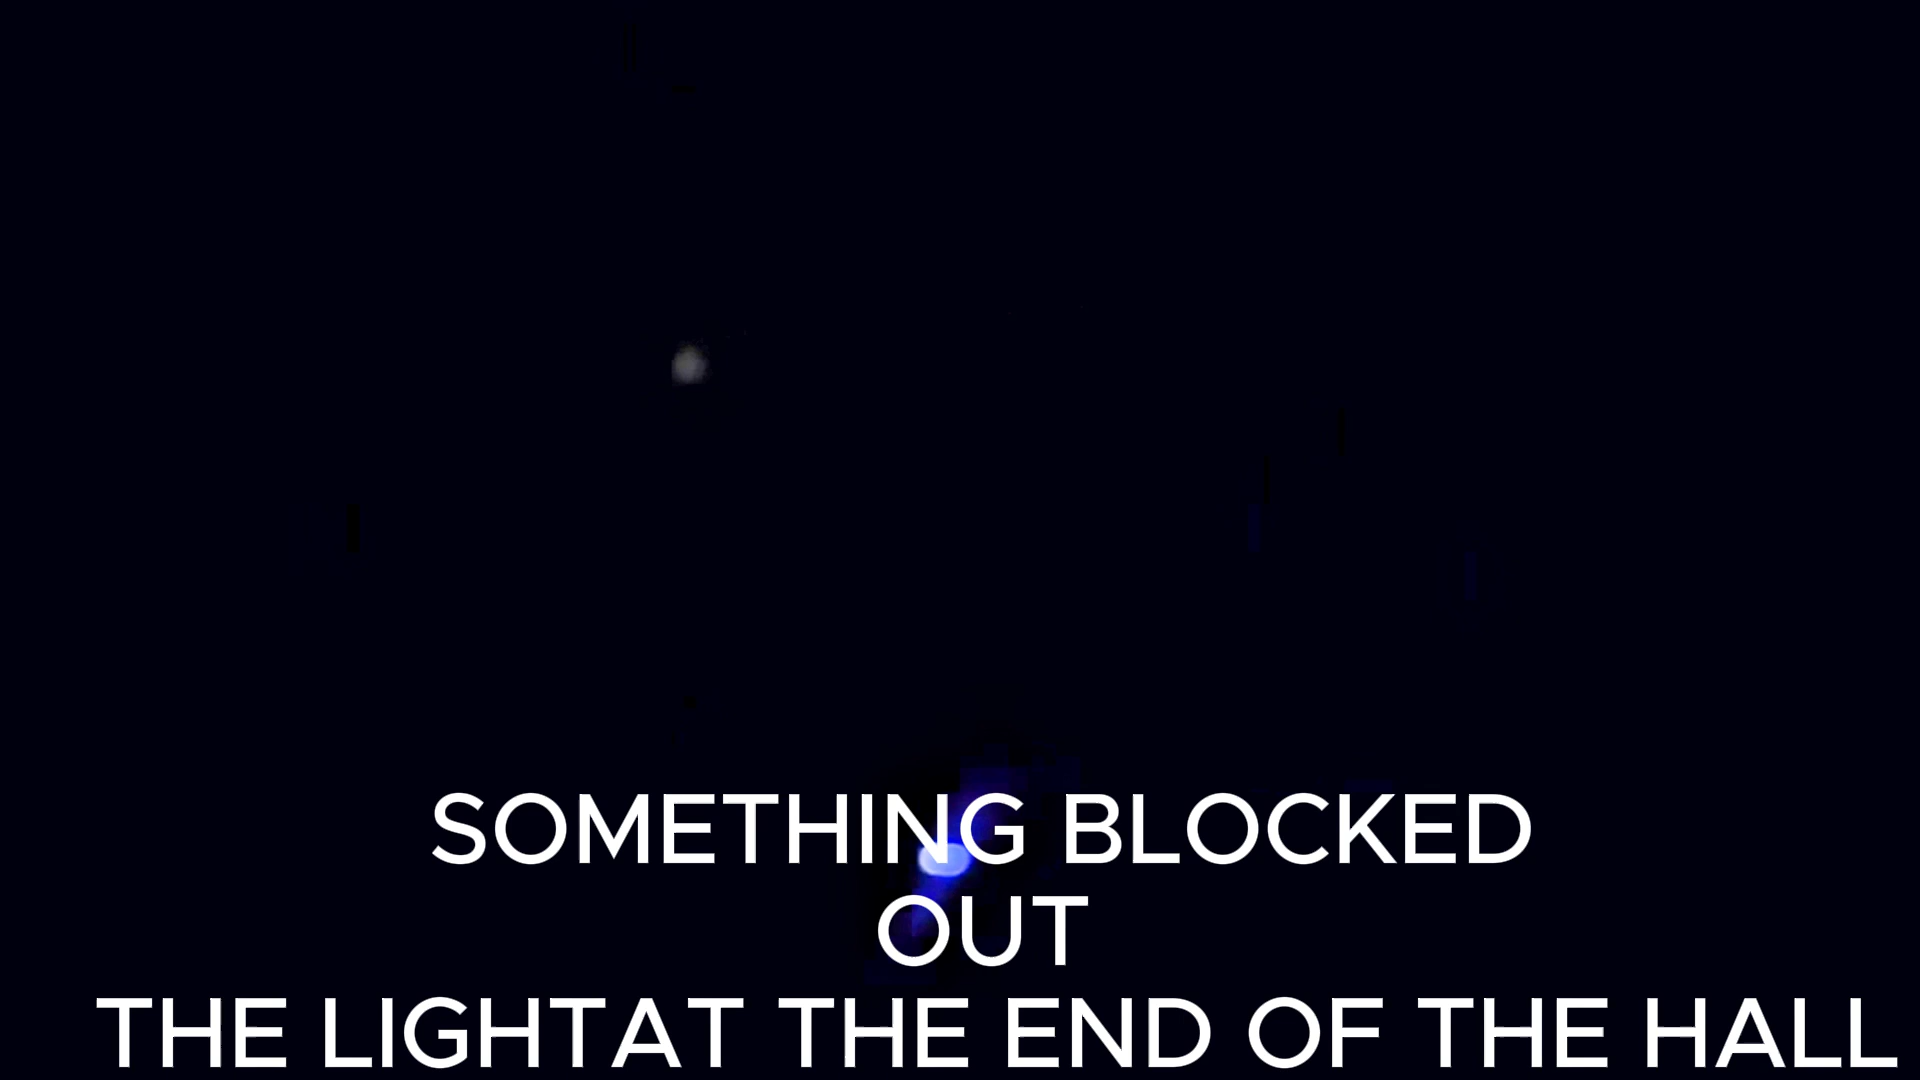 SOMETHING BLOCKED
OUT
THE LIGHTAT THE END OF THE HALL